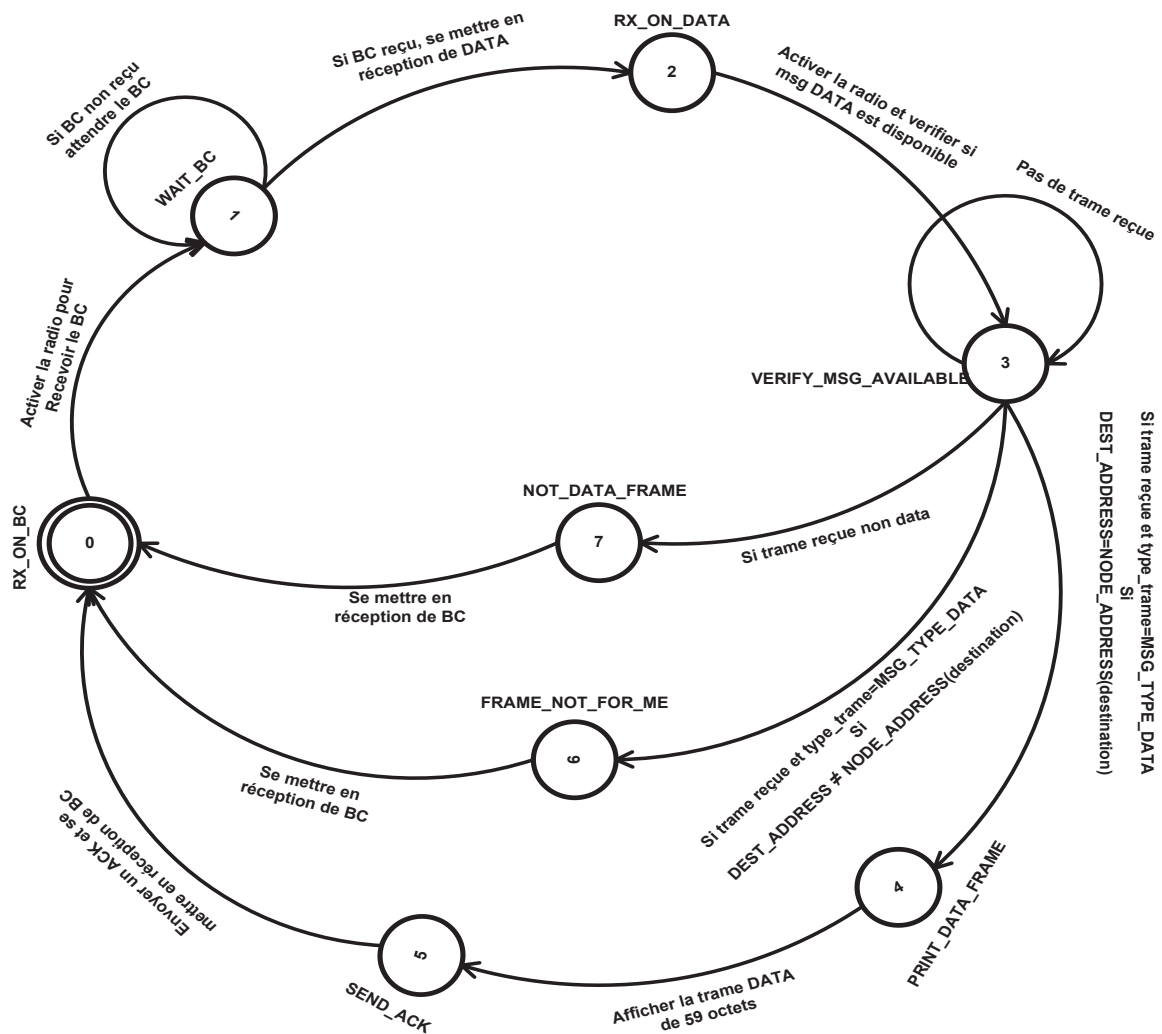 RX_ON_DATA
2
Si BC reçu, se mettre en
réception de DATA
Activer la radio et verifier si
msg DATA est disponible
Si BC non reçu
attendre le BC
WAIT_BC
1
Pas de trame reçue
Activer la radio pour
Recevoir le BC
3
VERIFY_MSG_AVAILABLE
RX_ON_BC
0
NOT_DATA_FRAME
7
Si trame reçue non data
Se mettre en
réception de BC
Si trame reçue et type_trame=MSG_TYPE_DATA
Si
DEST_ADDRESS=NODE_ADDRESS(destination)
FRAME_NOT_FOR_ME
6
Se mettre en
réception de BC
Si trame reçue et type_trame=MSG_TYPE_DATA
Si
DEST_ADDRESS ≠ NODE_ADDRESS(destination)
Envoyer un ACK et se
mettre en réception de BC
4
PRINT_DATA_FRAME
5
SEND_ACK
Afficher la trame DATA
de 59 octets